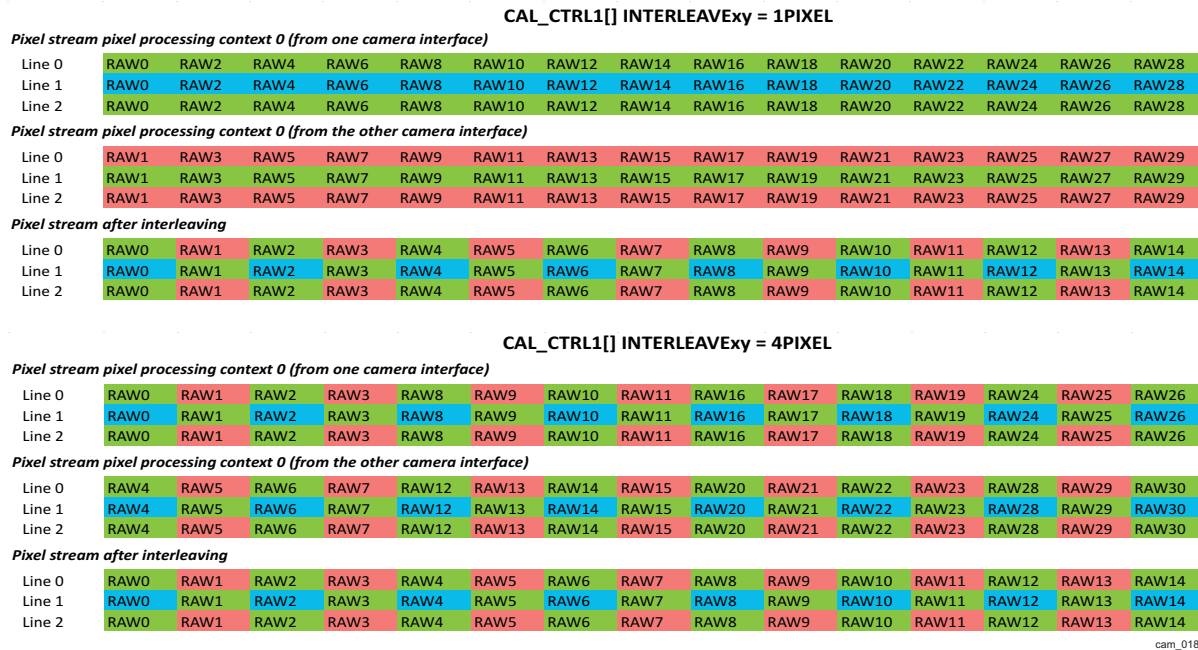 CAL_CTRL1[] INTERLEAVExy = 1PIXEL
Pixel stream pixel processing context 0 (from one camera interface)
Line 0 RAW0 RAW2 RAW4 RAW6 RAW8 RAW10 RAW12 RAW14 RAW16 RAW18 RAW20 RAW22 RAW24 RAW26 RAW28
Line 1 RAW0 RAW2 RAW4 RAW6 RAW8 RAW10 RAW12 RAW14 RAW16 RAW18 RAW20 RAW22 RAW24 RAW26 RAW28
Line 2 RAW0 RAW2 RAW4 RAW6 RAW8 RAW10 RAW12 RAW14 RAW16 RAW18 RAW20 RAW22 RAW24 RAW26 RAW28
Pixel stream pixel processing context 0 (from the other camera interface)
Line 0 RAW1 RAW3 RAW5 RAW7 RAW9 RAW11 RAW13 RAW15 RAW17 RAW19 RAW21 RAW23 RAW25 RAW27 RAW29
Line 1 RAW1 RAW3 RAW5 RAW7 RAW9 RAW11 RAW13 RAW15 RAW17 RAW19 RAW21 RAW23 RAW25 RAW27 RAW29
Line 2 RAW1 RAW3 RAW5 RAW7 RAW9 RAW11 RAW13 RAW15 RAW17 RAW19 RAW21 RAW23 RAW25 RAW27 RAW29
Pixel stream after interleaving
Line 0 RAW0 RAW1 RAW2 RAW3 RAW4 RAW5 RAW6 RAW7 RAW8 RAW9 RAW10 RAW11 RAW12 RAW13 RAW14
Line 1 RAW0 RAW1 RAW2 RAW3 RAW4 RAW5 RAW6 RAW7 RAW8 RAW9 RAW10 RAW11 RAW12 RAW13 RAW14
Line 2 RAW0 RAW1 RAW2 RAW3 RAW4 RAW5 RAW6 RAW7 RAW8 RAW9 RAW10 RAW11 RAW12 RAW13 RAW14
CAL_CTRL1[] INTERLEAVExy = 4PIXEL
Pixel stream pixel processing context 0 (from one camera interface)
Line 0 RAW0 RAW1 RAW2 RAW3 RAW8 RAW9 RAW10 RAW11 RAW16 RAW17 RAW18 RAW19 RAW24 RAW25 RAW26
Line 1 RAW0 RAW1 RAW2 RAW3 RAW8 RAW9 RAW10 RAW11 RAW16 RAW17 RAW18 RAW19 RAW24 RAW25 RAW26
Line 2 RAW0 RAW1 RAW2 RAW3 RAW8 RAW9 RAW10 RAW11 RAW16 RAW17 RAW18 RAW19 RAW24 RAW25 RAW26
Pixel stream pixel processing context 0 (from the other camera interface)
Line 0 RAW4 RAW5 RAW6 RAW7 RAW12 RAW13 RAW14 RAW15 RAW20 RAW21 RAW22 RAW23 RAW28 RAW29 RAW30
Line 1 RAW4 RAW5 RAW6 RAW7 RAW12 RAW13 RAW14 RAW15 RAW20 RAW21 RAW22 RAW23 RAW28 RAW29 RAW30
Line 2 RAW4 RAW5 RAW6 RAW7 RAW12 RAW13 RAW14 RAW15 RAW20 RAW21 RAW22 RAW23 RAW28 RAW29 RAW30
Pixel stream after interleaving
Line 0 RAW0 RAW1 RAW2 RAW3 RAW4 RAW5 RAW6 RAW7 RAW8 RAW9 RAW10 RAW11 RAW12 RAW13 RAW14
Line 1 RAW0 RAW1 RAW2 RAW3 RAW4 RAW5 RAW6 RAW7 RAW8 RAW9 RAW10 RAW11 RAW12 RAW13 RAW14
Line 2 RAW0 RAW1 RAW2 RAW3 RAW4 RAW5 RAW6 RAW7 RAW8 RAW9 RAW10 RAW11 RAW12 RAW13 RAW14
cam_018